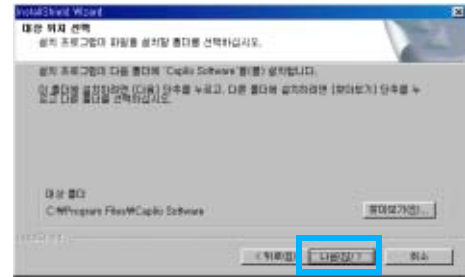 InstallShield Wizard
대상 위치 선택
설치 프로그램이 파일을 설치할 폴더를 선택하십시오.
설치 프로그램이 다음 폴더에 'Caplio Software'을(를) 설치합니다.
이 폴더에 설치하려면 [다음] 단추를 누르고, 다른 폴더에 설치하려면 [찾아보기] 단추를 누
르고 다른 폴더를 선택하십시오.
대상 폴더
C:₩Program Files₩Caplio Software
찾아보기(R)...
< 뒤로(B)
다음(N) >
취소